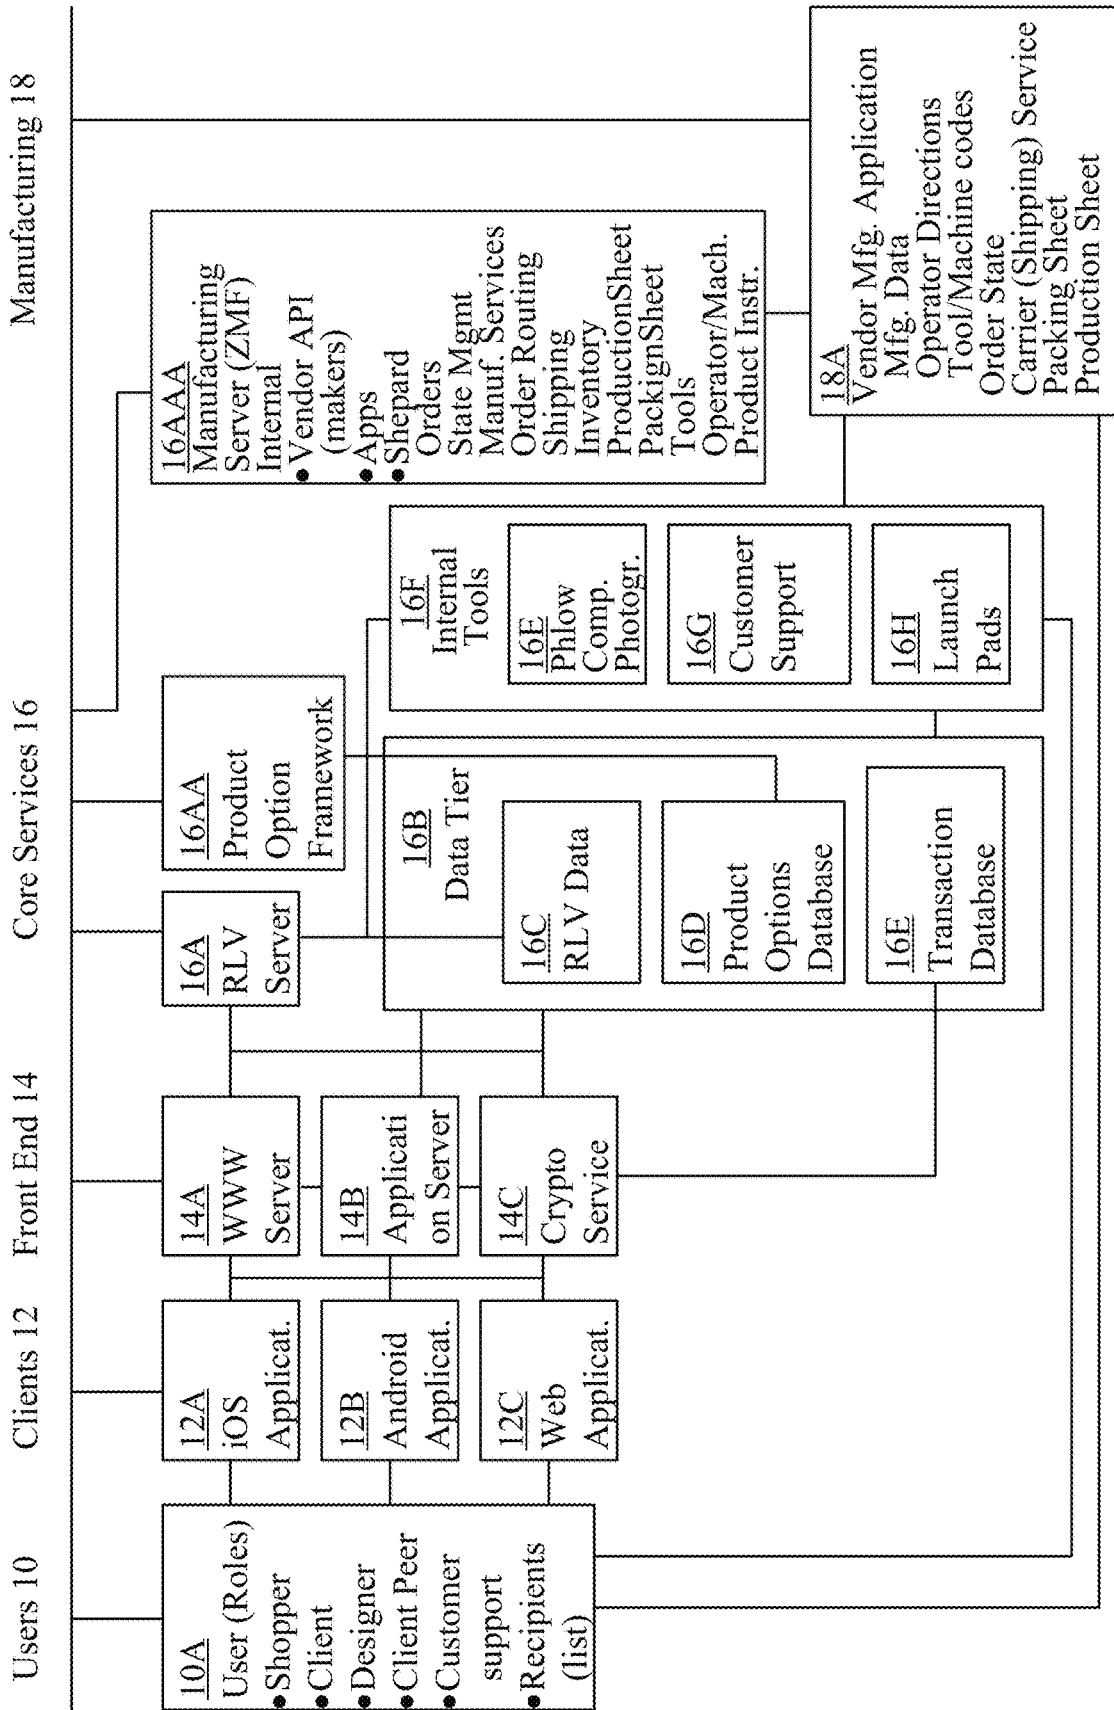 Users 10
Clients 12
Front End 14
Core Services 16
Manufacturing 18
10A
User (Roles)
•Shopper
•Client
•Designer
•Client Peer
•Customer
support
•Recipients
(list)
12A
iOS
Applicat.
12B
Android
Applicat.
12C
Web
Applicat.
14A
WWW
Server
14B
Applicati
on Server
14C
Crypto
Service
16A
RLV
Server
16AA
Product
Option
Framework
16B
Data Tier
16C
RLV Data
16D
Product
Options
Database
16E
Transaction
Database
16F
Internal
Tools
16E
Phlow
Comp.
Photogr.
16G
Customer
Support
16H
Launch
Pads
16AAA
Manufacturing
Server (ZMF)
Internal
• Vendor API
(makers)
•Apps
•Shepard
Orders
State Mgmt
Manuf. Services
Order Routing
Shipping
Inventory
ProductionSheet
PackignSheet
Tools
Operator/Mach.
Product Instr.
18A
Vendor Mfg. Application
Mfg. Data
Operator Directions
Tool/Machine codes
Order State
Carrier (Shipping) Service
Packing Sheet
Production Sheet